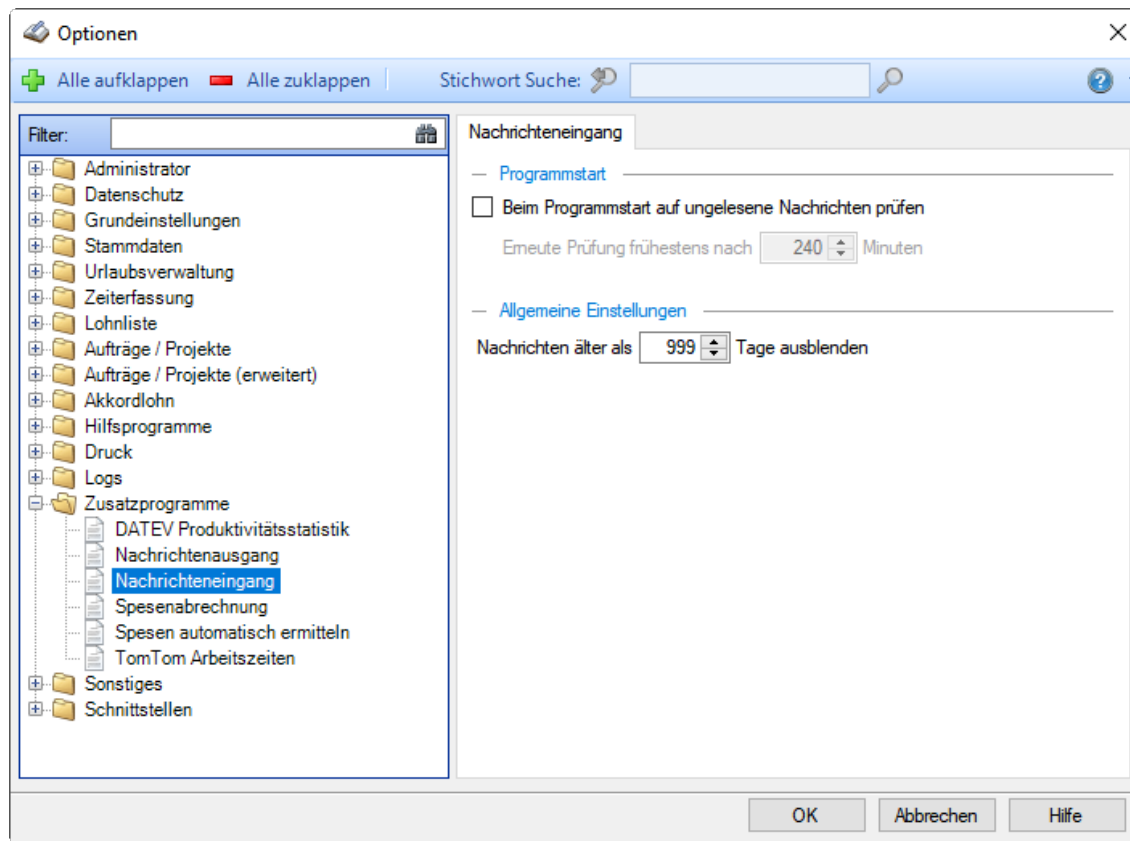 Optionen
Alle aufklappen Alle zuklappen Stichwort Suche:
Filter:
Administrator
Datenschutz
Grundeinstellungen
Stammdaten
Urlaubsverwaltung
Zeiterfassung
Lohnliste
Aufträge / Projekte
Aufträge / Projekte (erweitert)
Akkordlohn
Hilfsprogramme
Druck
Logs
Zusatzprogramme
DATEV Produktivitätsstatistik
Nachrichtenausgang
Nachrichteneingang
Spesenabrechnung
Spesen automatisch ermitteln
TomTom Arbeitszeiten
Sonstiges
Schnittstellen
Nachrichteneingang
Programmstart
Beim Programmstart auf ungelesene Nachrichten prüfen
Erneute Prüfung frühestens nach 240 Minuten
Allgemeine Einstellungen
Nachrichten älter als 999 Tage ausblenden
OK Abbrechen Hilfe